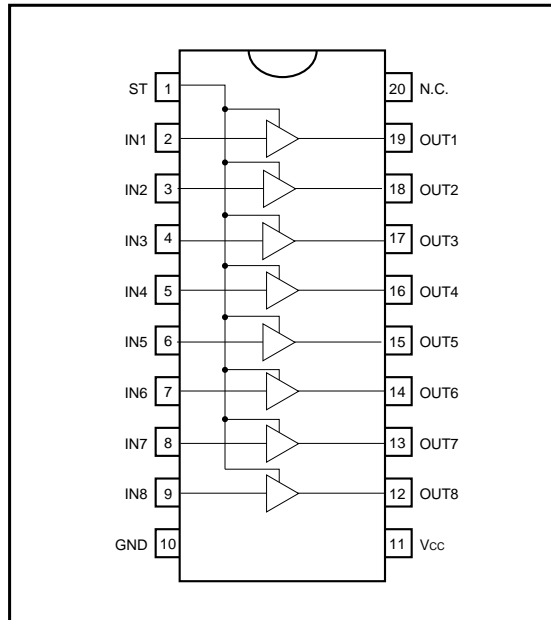 ST 1 20 N.C.
IN1 2 19 OUT1
IN2 3 18 OUT2
IN3 4 17 OUT3
IN4 5 16 OUT4
IN5 6 15 OUT5
IN6 7 14 OUT6
IN7 8 13 OUT7
IN8 9 12 OUT8
GND 10 11 Vcc